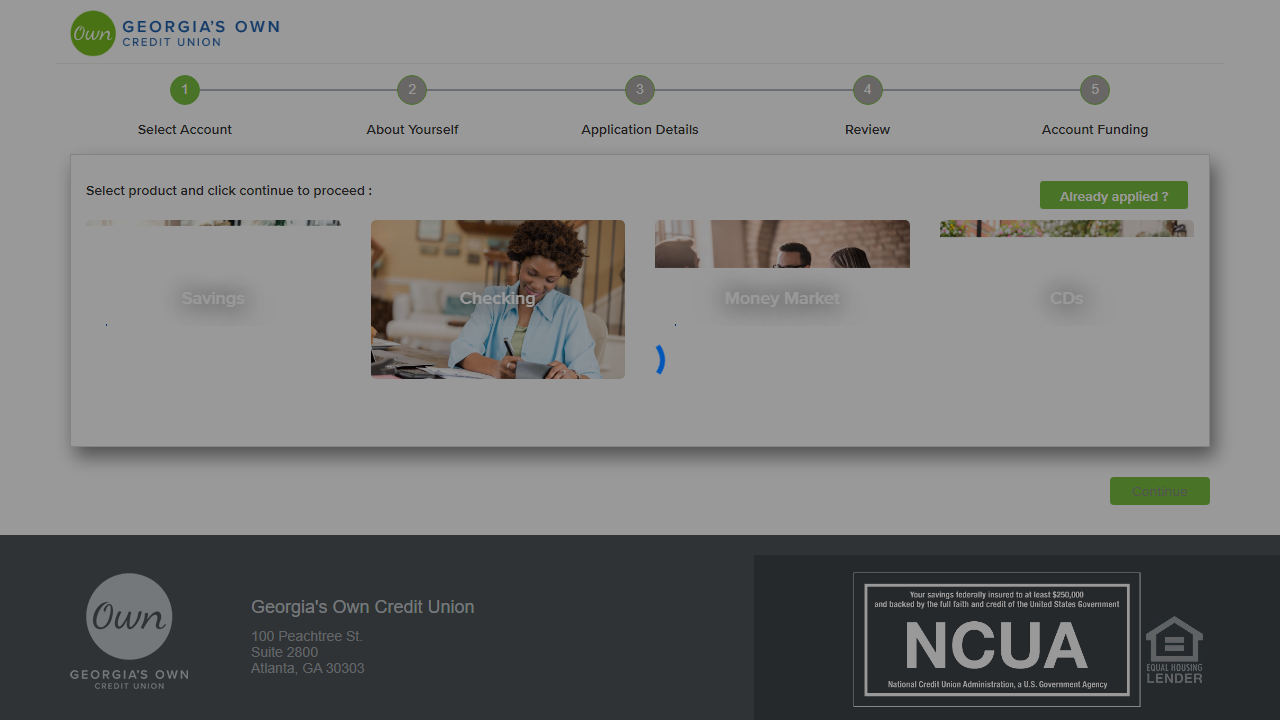 Own
GEORGIA'S OWN
CREDIT UNION
1
2
3
4
5
Select Account
About Yourself
Application Details
Review
Account Funding
Select product and click continue to proceed :
Already applied ?
Savings
Checking
Money Market
CDs
Continue
Own
GEORGIA'S OWN
CREDIT UNION
Georgia's Own Credit Union
100 Peachtree St.
Suite 2800
Atlanta, GA 30303
Your savings federally insured to at least $250,000
and backed by the full faith and credit of the United States Government
NCUA
National Credit Union Administration, a U.S. Government Agency
EQUAL HOUSING
LENDER